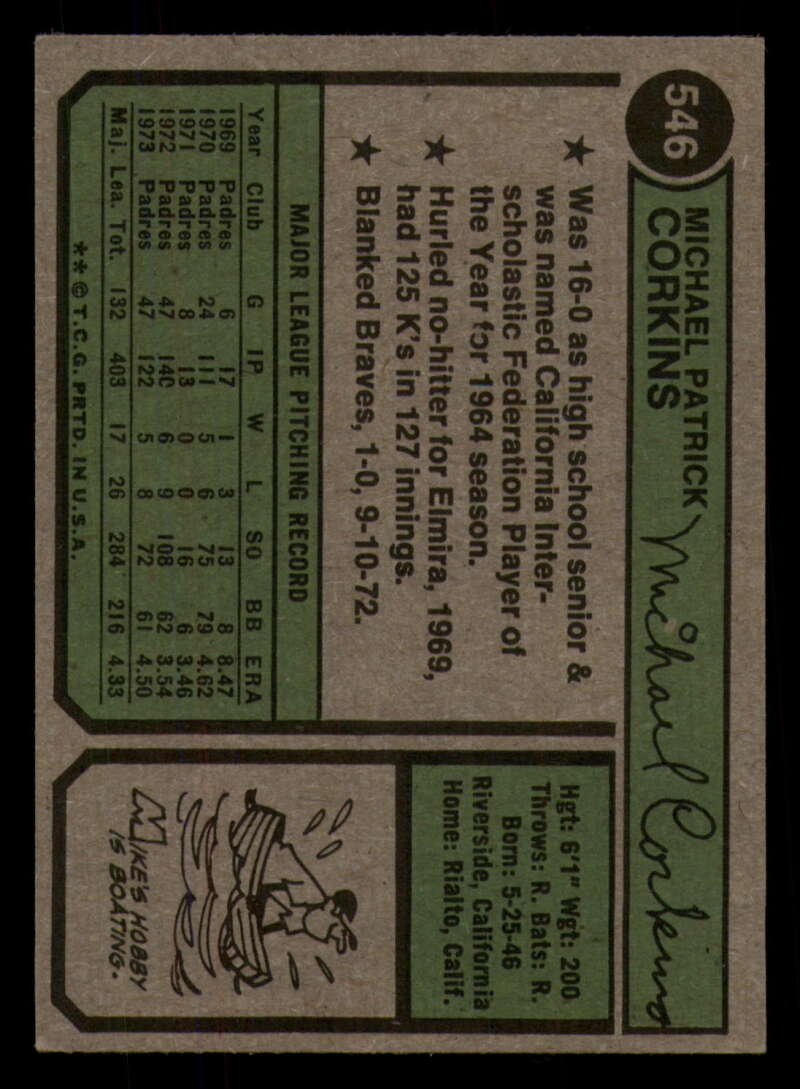 546
MICHAEL PATRICK
CORKINS
Michael Corkins
★ Was 16-0 as high school senior &
was named California Inter-
scholastic Federation Player of
the Year for 1964 season.
★ Hurled no-hitter for Elmira, 1969,
had 125 K's in 127 innings.
★ Blanked Braves, 1-0, 9-10-72.
MAJOR LEAGUE PITCHING RECORD
Year Club G IP W L SO BB ERA
1969 Padres 6 17 1 3 13 8 8.47
1970 Padres 24 111 5 6 75 79 4.62
1971 Padres 8 13 0 0 16 6 3.46
1972 Padres 47 140 6 9 108 62 3.54
1973 Padres 47 122 5 8 72 61 4.50
Maj. Lea. Tot. 132 403 17 26 284 216 4.33
**©T.C.G. PRTD. IN U.S.A.
Hgt: 6'1" Wgt: 200
Throws: R. Bats: R.
Born: 5-25-46
Riverside, California
Home: Rialto, Calif.
MIKE'S HOBBY
IS BOATING.